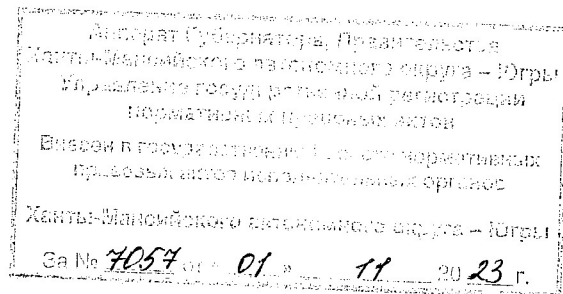 Аппарат Губернатора, Правительства
Ханты-Мансийского автономного округа – Югры
Управление государственной регистрации
нормативных правовых актов
Внесен в государственный реестр нормативных
правовых актов исполнительных органов
Ханты-Мансийского автономного округа – Югры
За № 7057 от " 01 " 11 20 23 г.